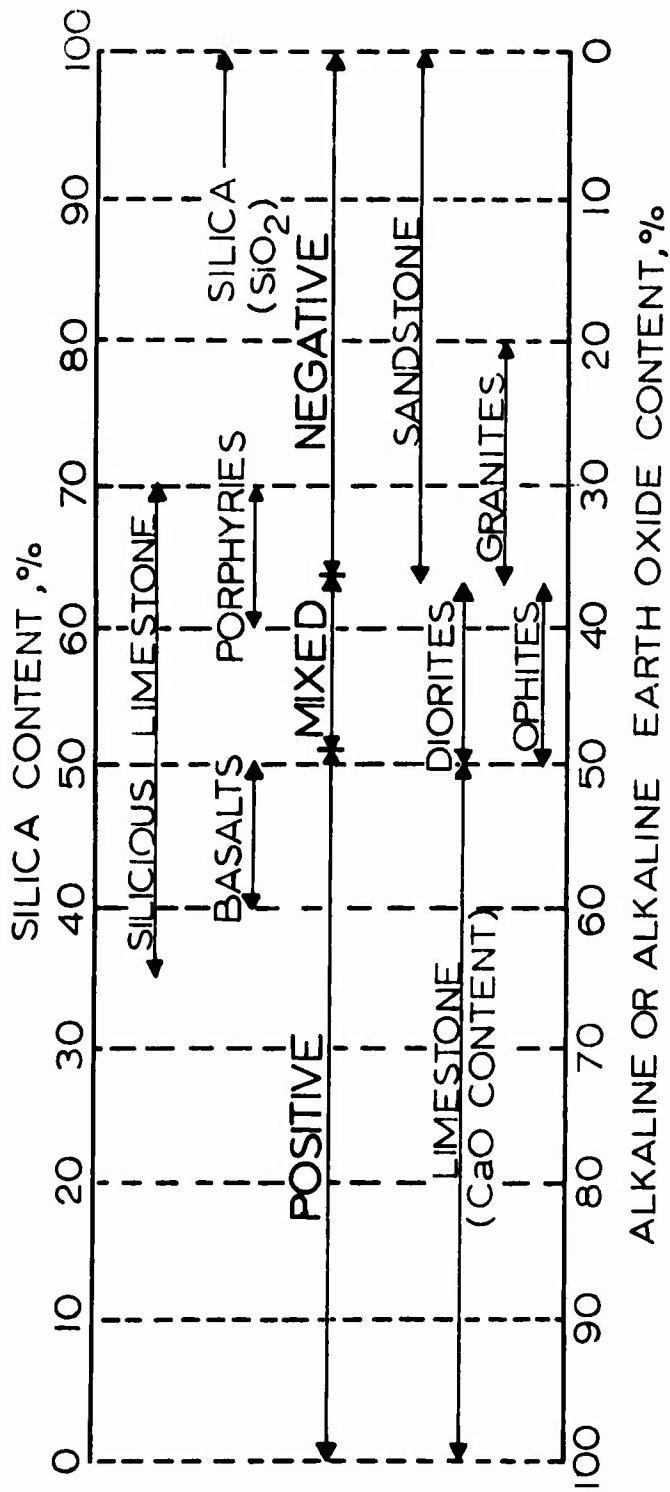 SILICA CONTENT, %
0 10 20 30 40 50 60 70 80 90 100
SILICIOUS LIMESTONE
SILICA
(SiO2)
BASALTS PORPHYRIES
POSITIVE MIXED NEGATIVE
SANDSTONE
LIMESTONE DIORITES
(CaO CONTENT)
GRANITES
OPHITES
100 90 80 70 60 50 40 30 20 10 0
ALKALINE OR ALKALINE EARTH OXIDE CONTENT, %